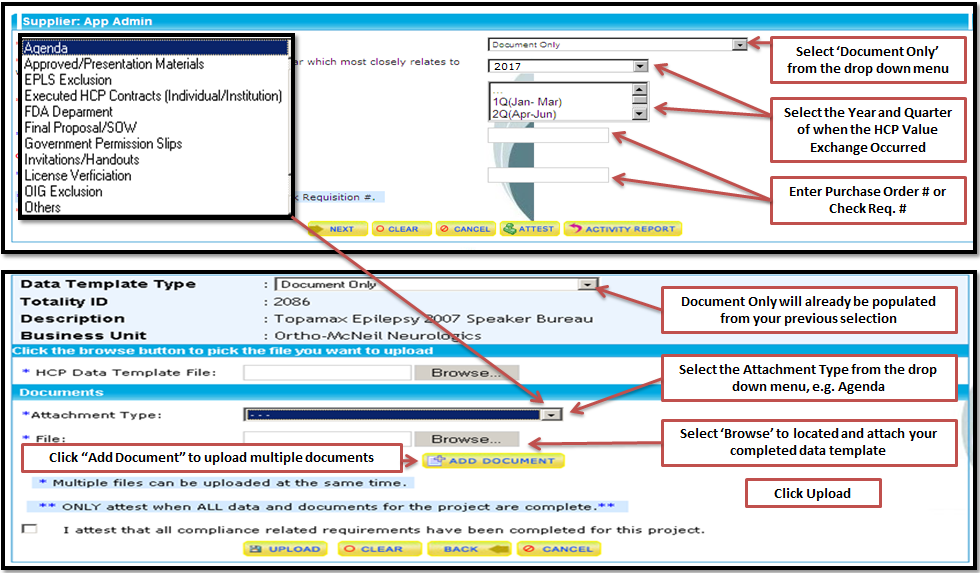 Supplier: App Admin
Agenda
Approved/Presentation Materials
EPLS Exclusion
Executed HCP Contracts (Individual/Institution)
FDA Deparment
Final Proposal/SOW
Government Permission Slips
Invitations/Handouts
License Verficiation
OIG Exclusion
Others
ar which most closely relates to
Document Only
2017
...
1Q(Jan- Mar)
2Q(Apr-Jun)
k Requisition #.
NEXT
CLEAR
CANCEL
ATTEST
ACTIVITY REPORT
Select ‘Document Only’
from the drop down menu
Select the Year and Quarter
of when the HCP Value
Exchange Occurred
Enter Purchase Order # or
Check Req. #
Data Template Type : Document Only
Totality ID : 2086
Description : Topamax Epilepsy 2007 Speaker Bureau
Business Unit : Ortho-McNeil Neurologics
Document Only will already be populated
from your previous selection
Click the browse button to pick the file you want to upload
* HCP Data Template File: Browse...
Documents
*Attachment Type: ---
Select the Attachment Type from the drop
down menu, e.g. Agenda
* File: Browse...
Select ‘Browse’ to located and attach your
completed data template
Click “Add Document” to upload multiple documents
ADD DOCUMENT
* Multiple files can be uploaded at the same time.
Click Upload
** ONLY attest when ALL data and documents for the project are complete.**
I attest that all compliance related requirements have been completed for this project.
UPLOAD
CLEAR
BACK
CANCEL